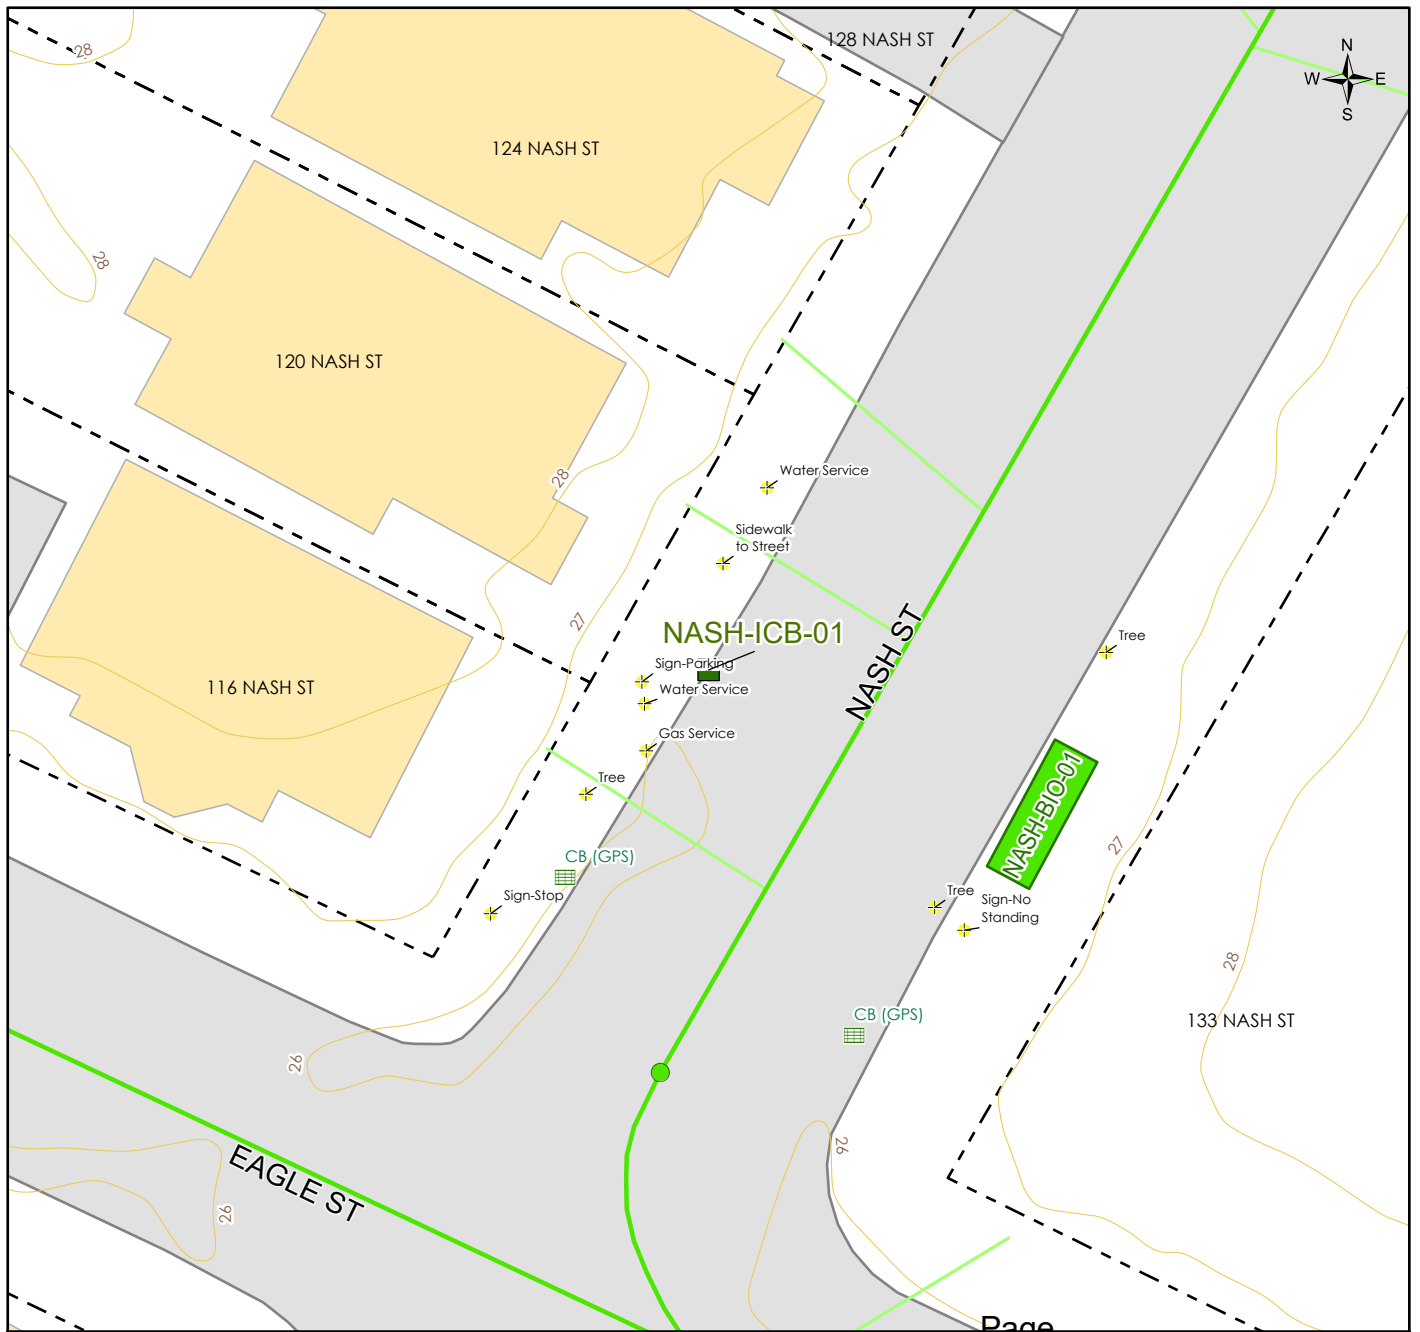 128 NASH ST
N
W
E
S
28
124 NASH ST
28
120 NASH ST
Water Service
28
Sidewalk
to Street
27
NASH-ICB-01
NASH ST
Tree
Sign-Parking
116 NASH ST
Water Service
Gas Service
Tree
NASH-BIO-01
27
CB (GPS)
Sign-Stop
Tree
Sign-No
Standing
28
CB (GPS)
133 NASH ST
26
26
EAGLE ST
26
Page